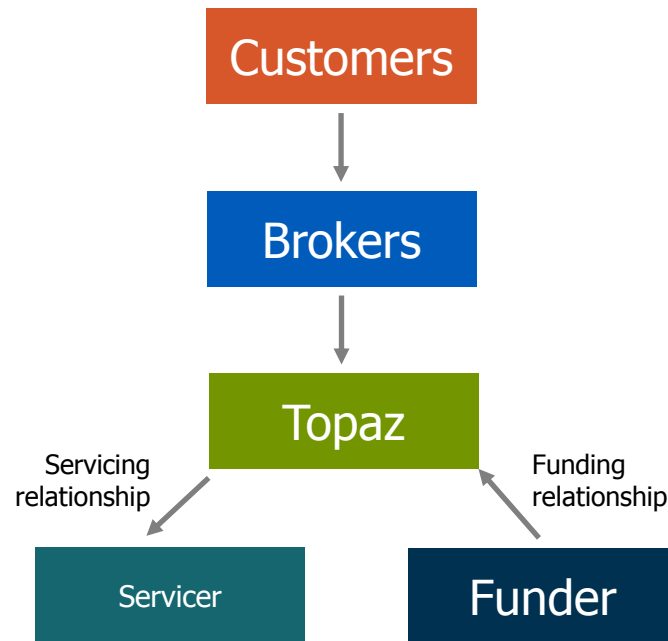 Customers
Brokers
Topaz
Servicing
relationship
Funding
relationship
Servicer
Funder